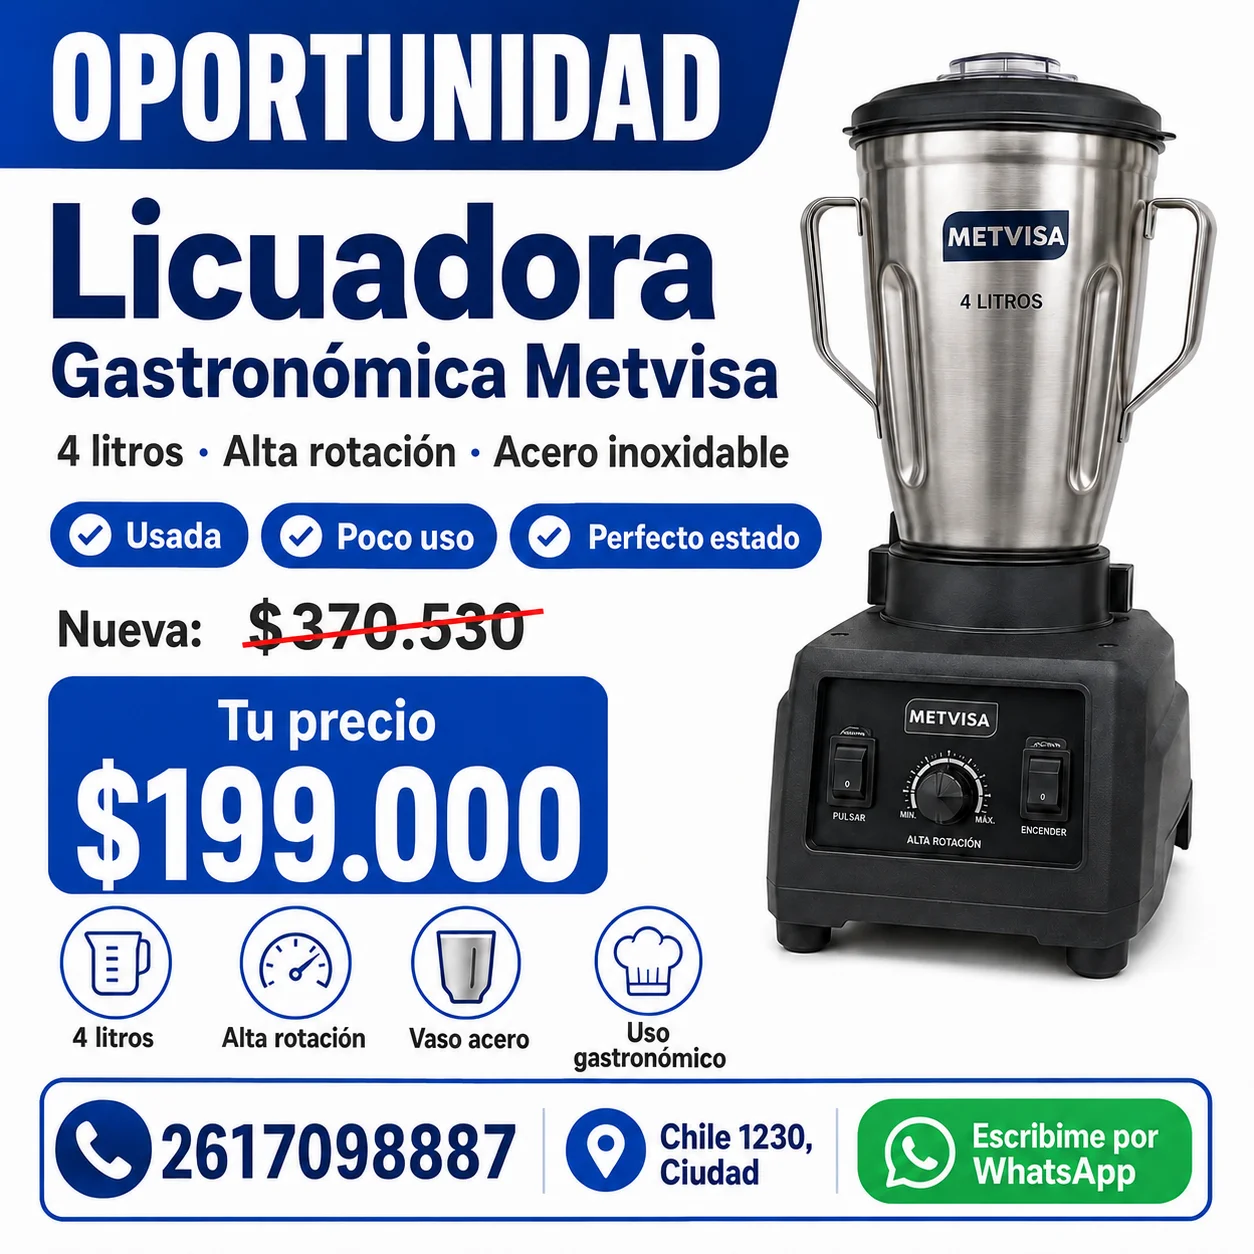 OPORTUNIDAD
Licuadora
Gastronómica Metvisa
4 litros · Alta rotación · Acero inoxidable
Usada
Poco uso
Perfecto estado
Nueva: $370.530
Tu precio
$199.000
4 litros
Alta rotación
Vaso acero
Uso
gastronómico
2617098887
Chile 1230,
Ciudad
Escribime por
WhatsApp
METVISA
4 LITROS
METVISA
0
0
PULSAR
MIN.
MÁX.
ENCENDER
ALTA ROTACIÓN